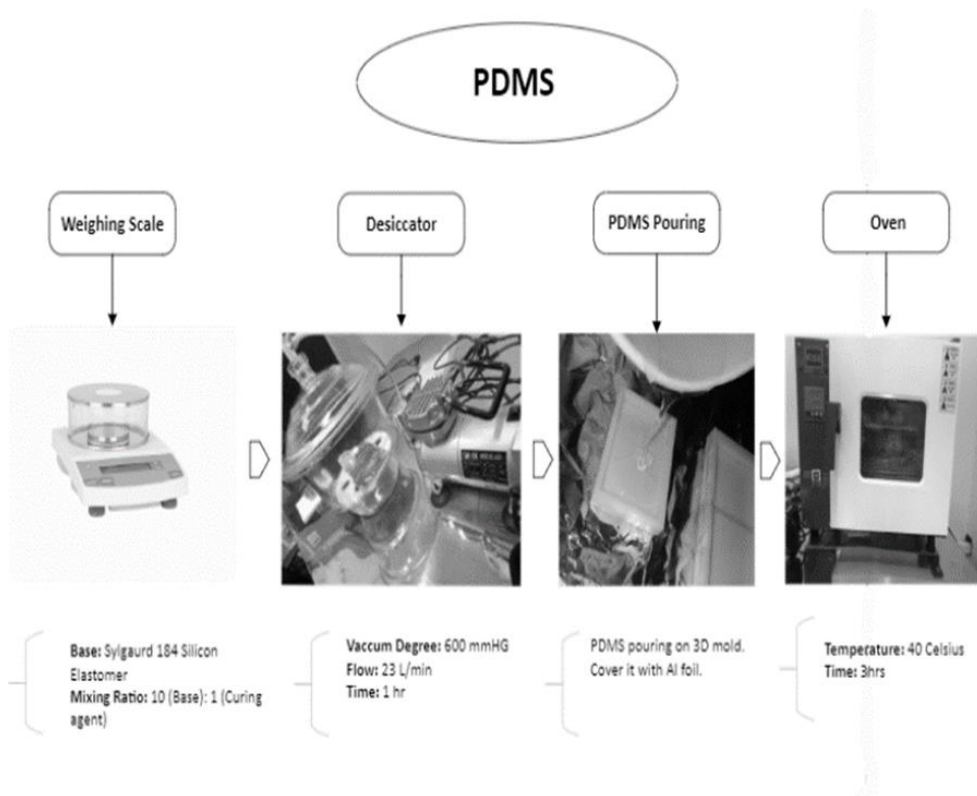 PDMS
Weighing Scale
Desiccator
PDMS Pouring
Oven
Base: Sylgaurd 184 Silicon
Elastomer
Mixing Ratio: 10 (Base): 1 (Curing
agent)
Vaccum Degree: 600 mmHG
Flow: 23 L/min
Time: 1 hr
PDMS pouring on 3D mold.
Cover it with Al foil.
Temperature: 40 Celsius
Time: 3hrs